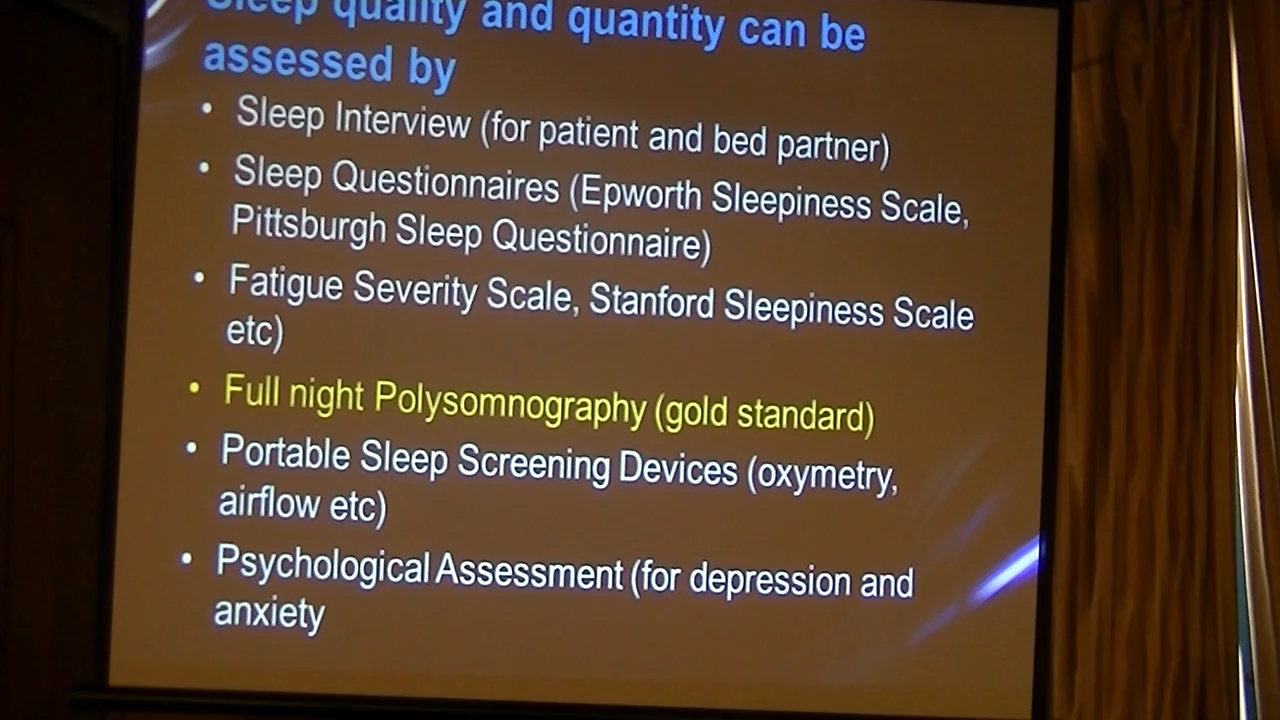 Sleep quality and quantity can be
assessed by
• Sleep Interview (for patient and bed partner)
• Sleep Questionnaires (Epworth Sleepiness Scale,
Pittsburgh Sleep Questionnaire)
• Fatigue Severity Scale, Stanford Sleepiness Scale
etc)
• Full night Polysomnography (gold standard)
• Portable Sleep Screening Devices (oxymetry,
airflow etc)
• Psychological Assessment (for depression and
anxiety